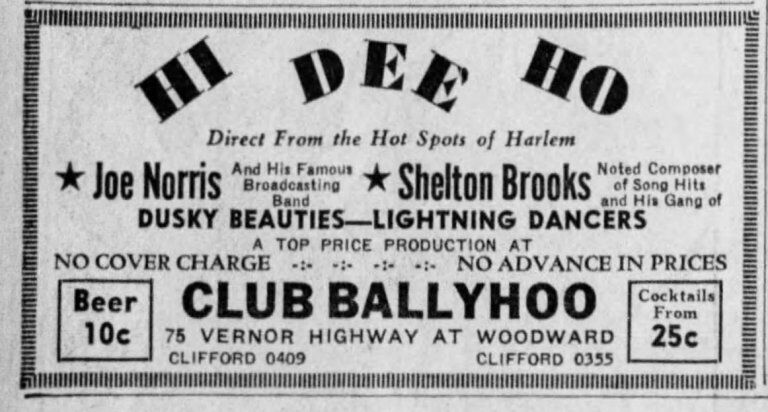 HI DEE HO
Direct From the Hot Spots of Harlem
★ Joe Norris And His Famous Broadcasting Band ★ Shelton Brooks Noted Composer of Song Hits and His Gang of
DUSKY BEAUTIES—LIGHTNING DANCERS
A TOP PRICE PRODUCTION AT
NO COVER CHARGE -:- -:- -:- -:- NO ADVANCE IN PRICES
Beer
10c
CLUB BALLYHOO
75 VERNOR HIGHWAY AT WOODWARD
CLIFFORD 0409 CLIFFORD 0355
Cocktails
From
25c